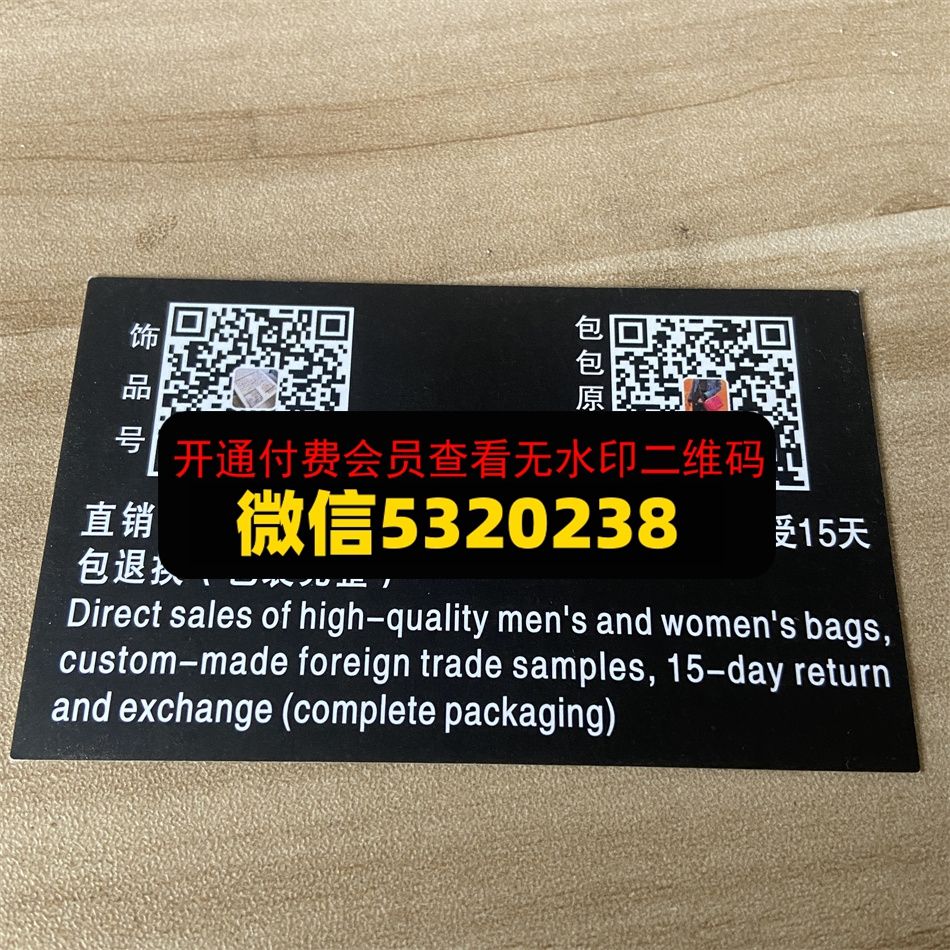 饰品号
包包原
开通付费会员查看无水印二维码
微信5320238
直销 受15天
包退换
Direct sales of high-quality men's and women's bags,
custom-made foreign trade samples, 15-day return
and exchange (complete packaging)